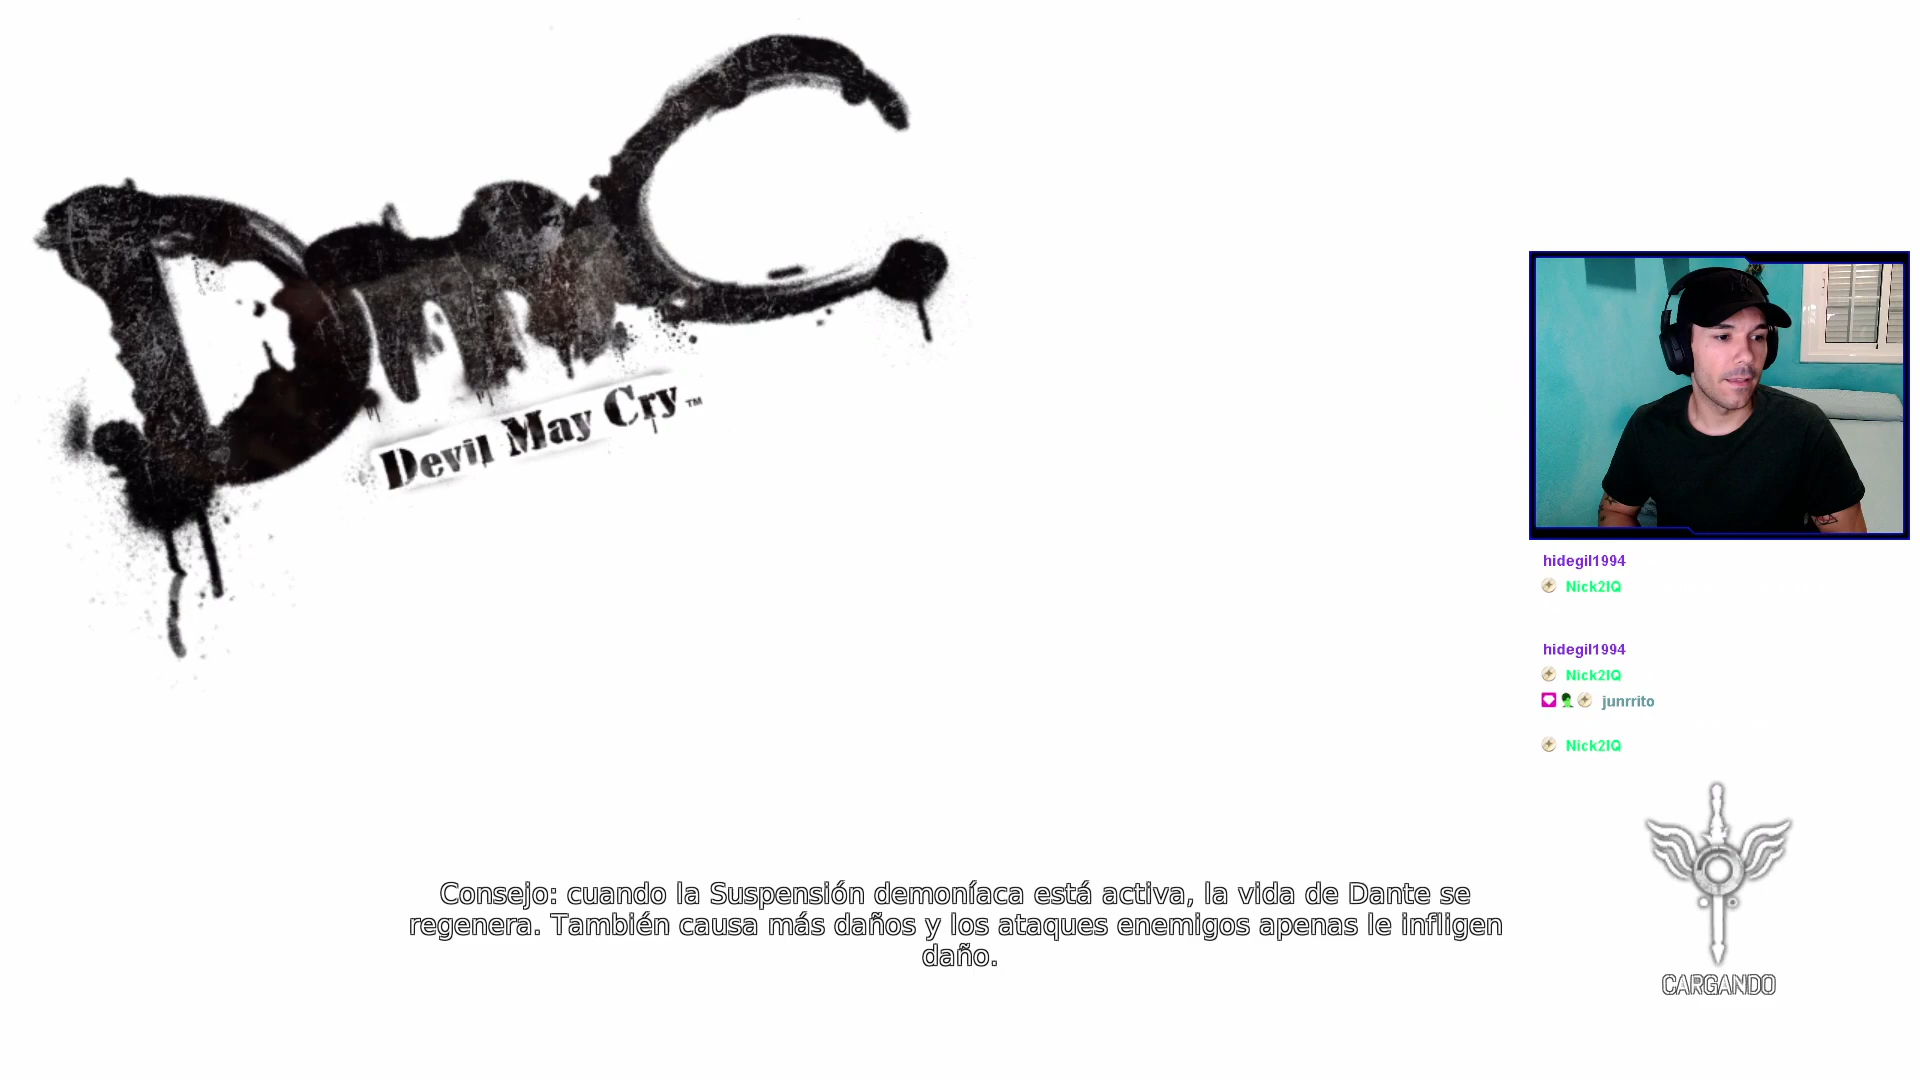 DmC
Devil May Cry™
hidegil1994
Nick2IQ
hidegil1994
Nick2IQ
junrrito
Nick2IQ
Consejo: cuando la Suspensión demoníaca está activa, la vida de Dante se
regenera. También causa más daños y los ataques enemigos apenas le infligen
daño.
CARGANDO